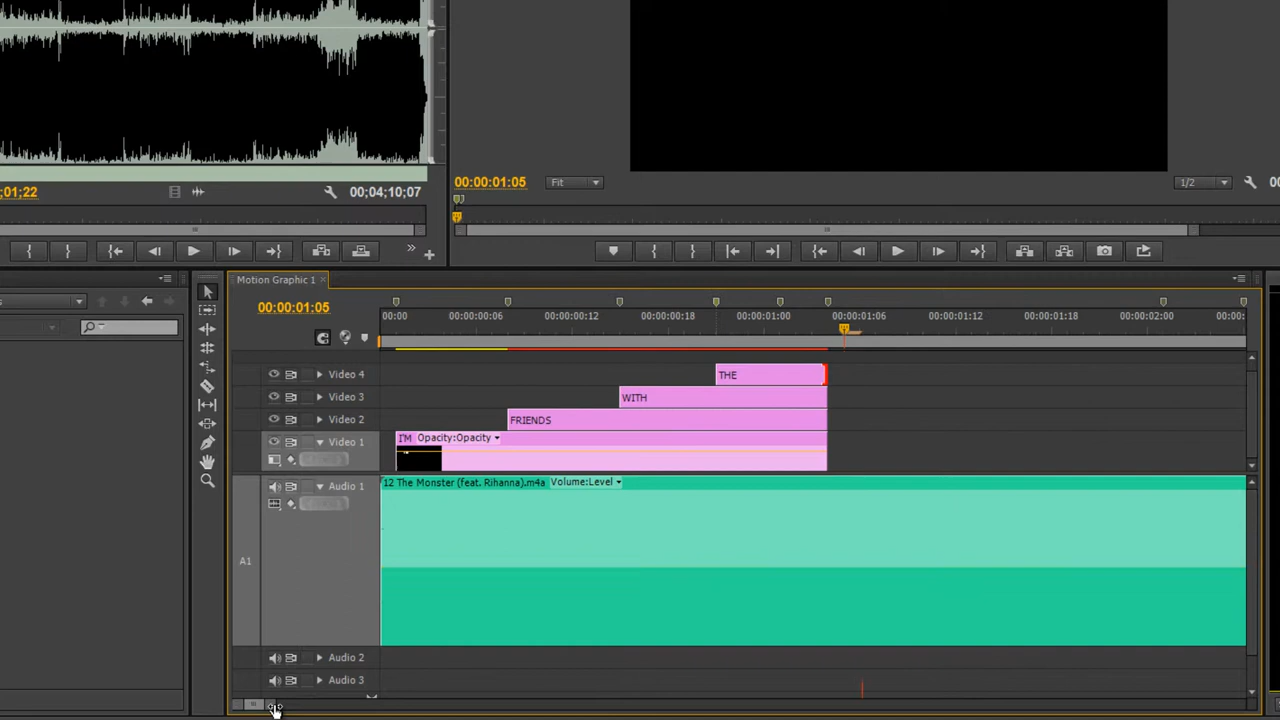 ;01;22
00;04;10;07
00:00:01:05
Fit
1/2
00
Motion Graphic 1
00:00:01:05
00:00
00:00:00:06
00:00:00:12
00:00:00:18
00:00:01:00
00:00:01:06
00:00:01:12
00:00:01:18
00:00:02:00
00:00:
s
Video 4
THE
Video 3
WITH
Video 2
FRIENDS
Video 1
I'M
Opacity:Opacity
A1
Audio 1
12 The Monster (feat. Rihanna).m4a
Volume:Level
Audio 2
Audio 3